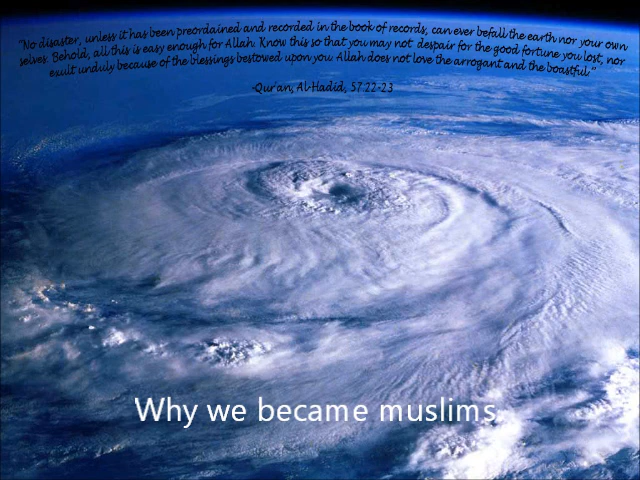 "No disaster, unless it has been preordained and recorded in the book of records, can ever befall the earth nor your own
selves. Behold, all this is easy enough for Allah. Know this so that you may not despair for the good fortune you lost, nor
exult unduly because of the blessings bestowed upon you. Allah does not love the arrogant and the boastful."
-Qur'an, Al-Hadid, 57:22-23
Why we became muslims.